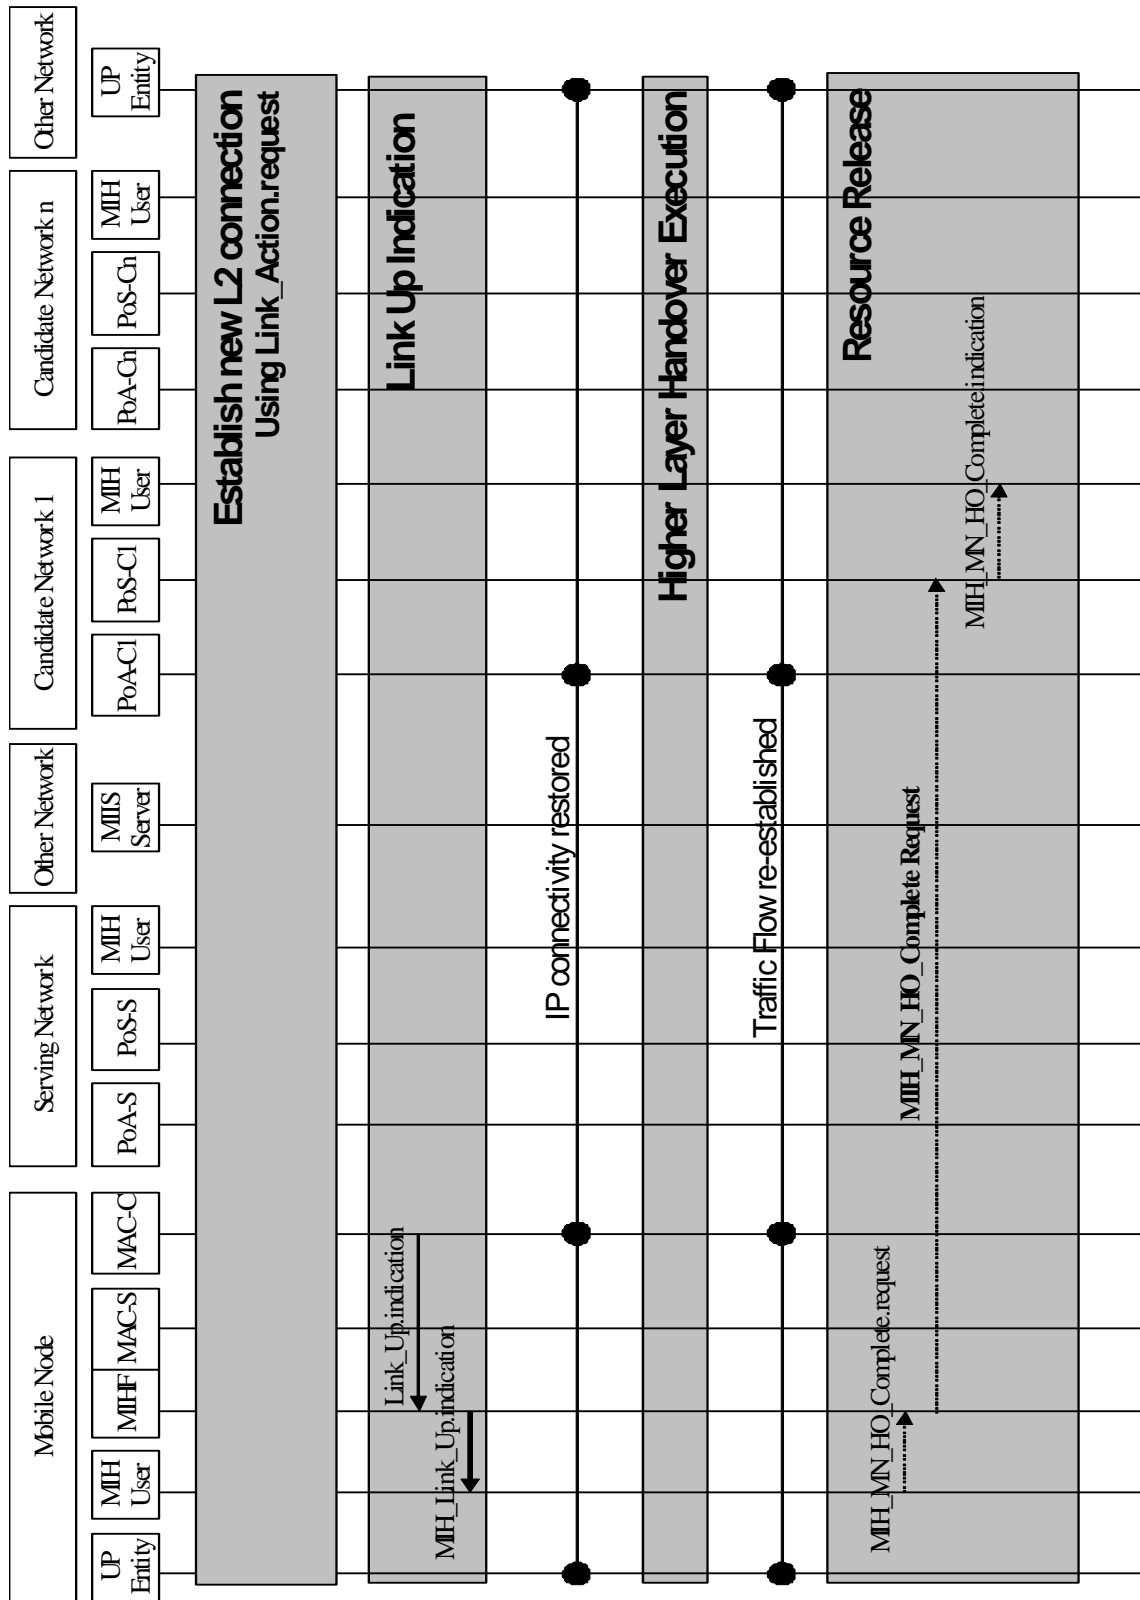 Mobile Node
Serving Network
Other Network
Candidate Network 1
Candidate Network n
Other Network
UP
Entity
MIH
User
MIHF
MAC-S
MAC-C
PoA-S
PoS-S
MIH
User
MIIS
Server
PoA-C1
PoS-C1
MIH
User
PoA-Cn
PoS-Cn
MIH
User
UP
Entity
Establish new L2 connection
Using Link_Action.request
Link Up Indication
Link_Up.indication
MIH_Link_Up.indication
IP connectivity restored
Higher Layer Handover Execution
Traffic Flow re-established
Resource Release
MIH_MN_HO_Complete.request
MIH_MN_HO_Complete Request
MIH_MN_HO_Complete.indication